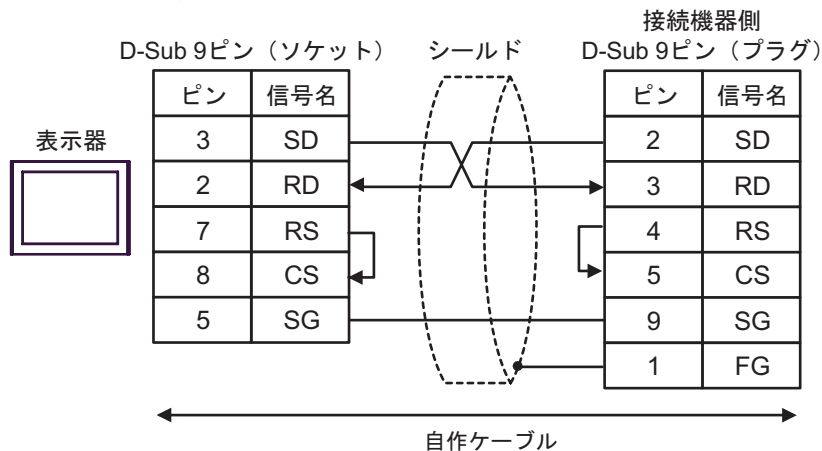 接続機器側
D-Sub 9ピン（ソケット） シールド D-Sub 9ピン（プラグ）
ピン 信号名 ピン 信号名
表示器
3 SD 2 SD
2 RD 3 RD
7 RS 4 RS
8 CS 5 CS
5 SG 9 SG
1 FG
自作ケーブル